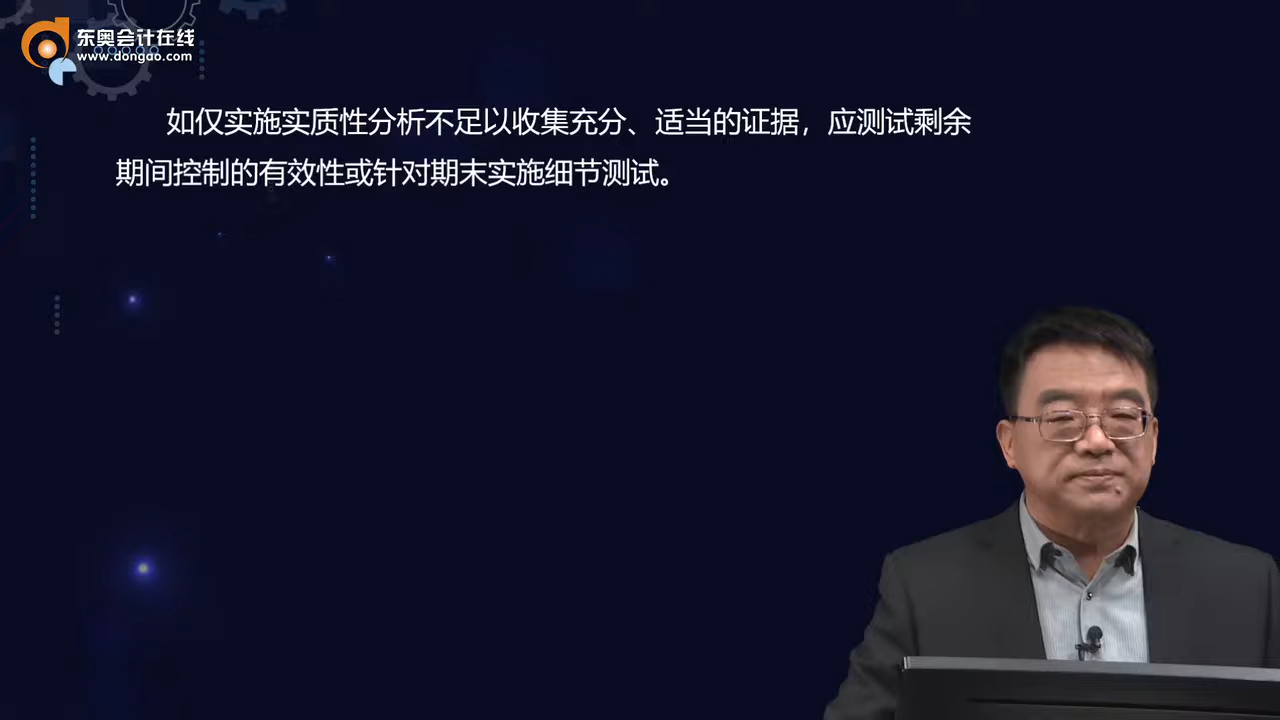 东奥会计在线
www.dongao.com
如仅实施实质性分析不足以收集充分、适当的证据，应测试剩余
期间控制的有效性或针对期末实施细节测试。